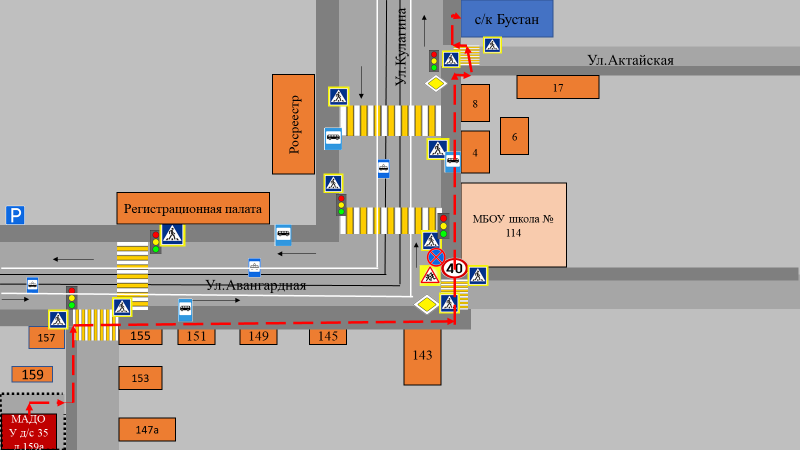 с/к Бустан
Ул.Кулагина
Ул.Актайская
17
8
Росреестр
6
4
МБОУ школа №
114
Регистрационная палата
P
40
Ул.Авангардная
157
155
151
149
145
143
159
153
МАДО
У д/с 35
д.159а
147а